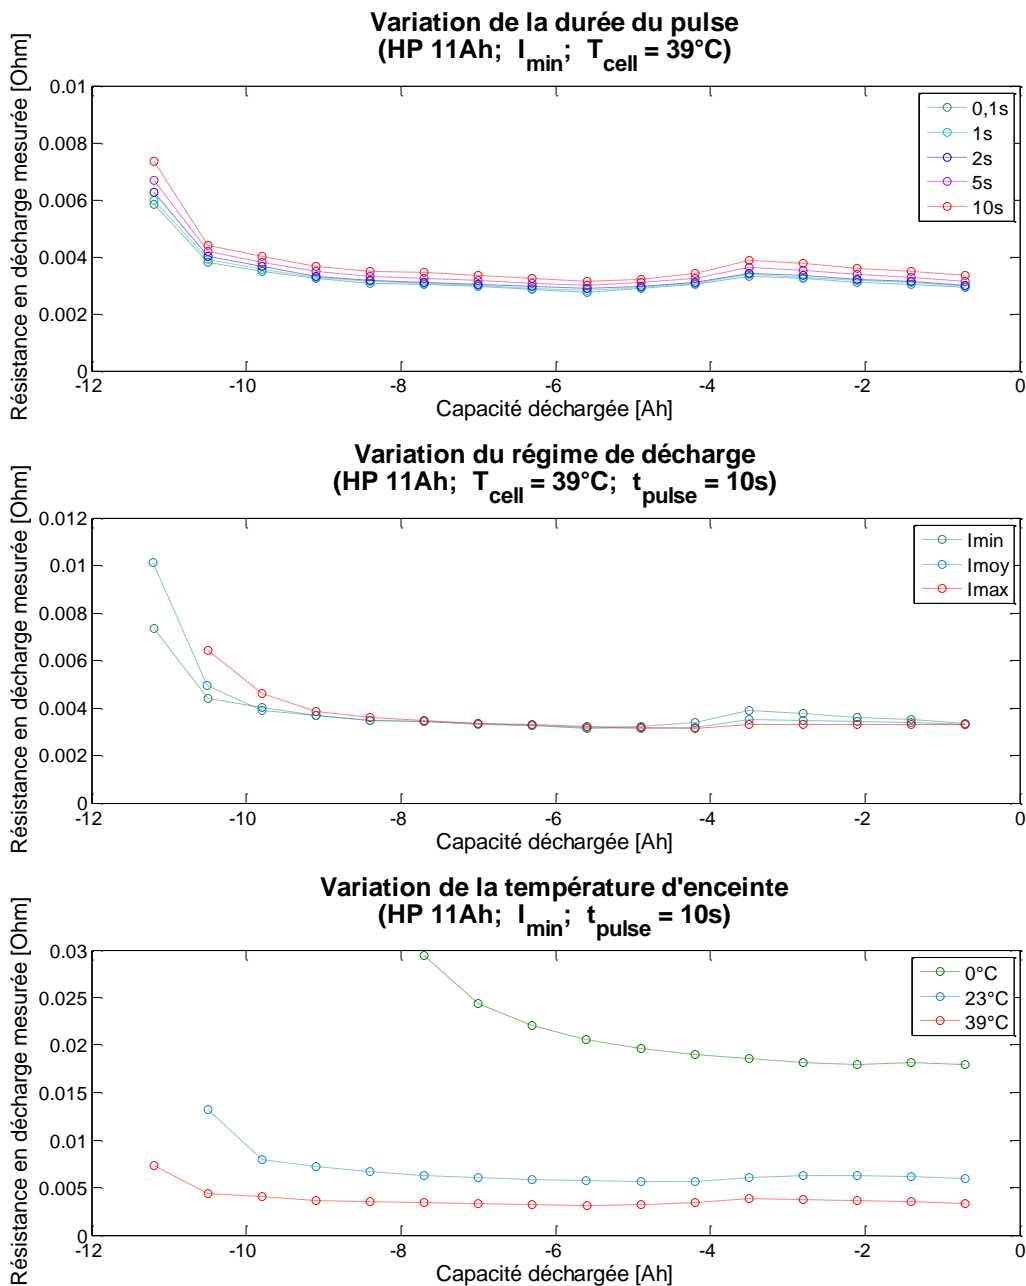 Variation de la durée du pulse
(HP 11Ah; I_min; T_cell = 39°C)
Résistance en décharge mesurée [Ohm]
0.01
0.008
0.006
0.004
0.002
0
-12
-10
-8
-6
-4
-2
0
Capacité déchargée [Ah]
0,1s
1s
2s
5s
10s
Variation du régime de décharge
(HP 11Ah; T_cell = 39°C; t_pulse = 10s)
Résistance en décharge mesurée [Ohm]
0.012
0.01
0.008
0.006
0.004
0.002
0
-12
-10
-8
-6
-4
-2
0
Capacité déchargée [Ah]
Imin
Imoy
Imax
Variation de la température d'enceinte
(HP 11Ah; I_min; t_pulse = 10s)
Résistance en décharge mesurée [Ohm]
0.03
0.025
0.02
0.015
0.01
0.005
0
-12
-10
-8
-6
-4
-2
0
Capacité déchargée [Ah]
0°C
23°C
39°C